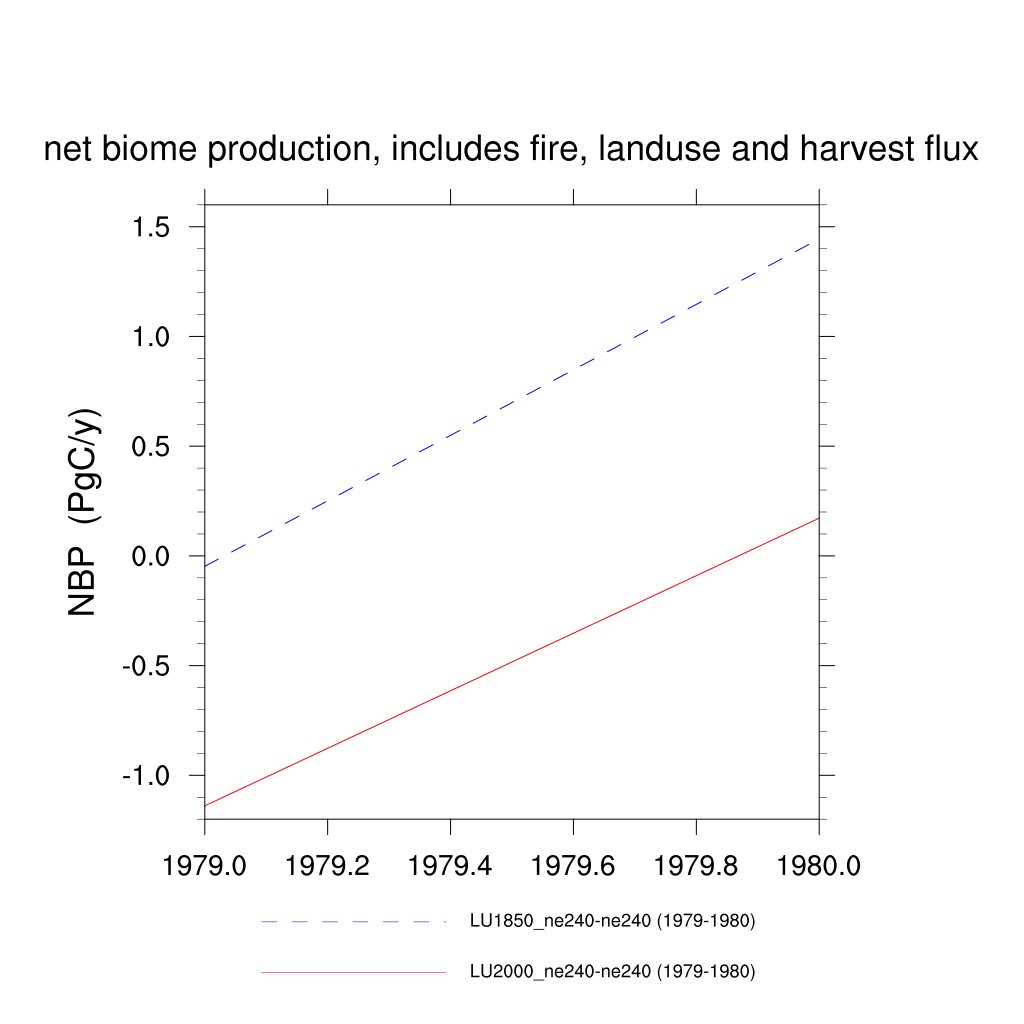 net biome production, includes fire, landuse and harvest flux
NBP (PgC/y)
1.5
1.0
0.5
0.0
-0.5
-1.0
1979.0 1979.2 1979.4 1979.6 1979.8 1980.0
LU1850_ne240-ne240 (1979-1980)
LU2000_ne240-ne240 (1979-1980)